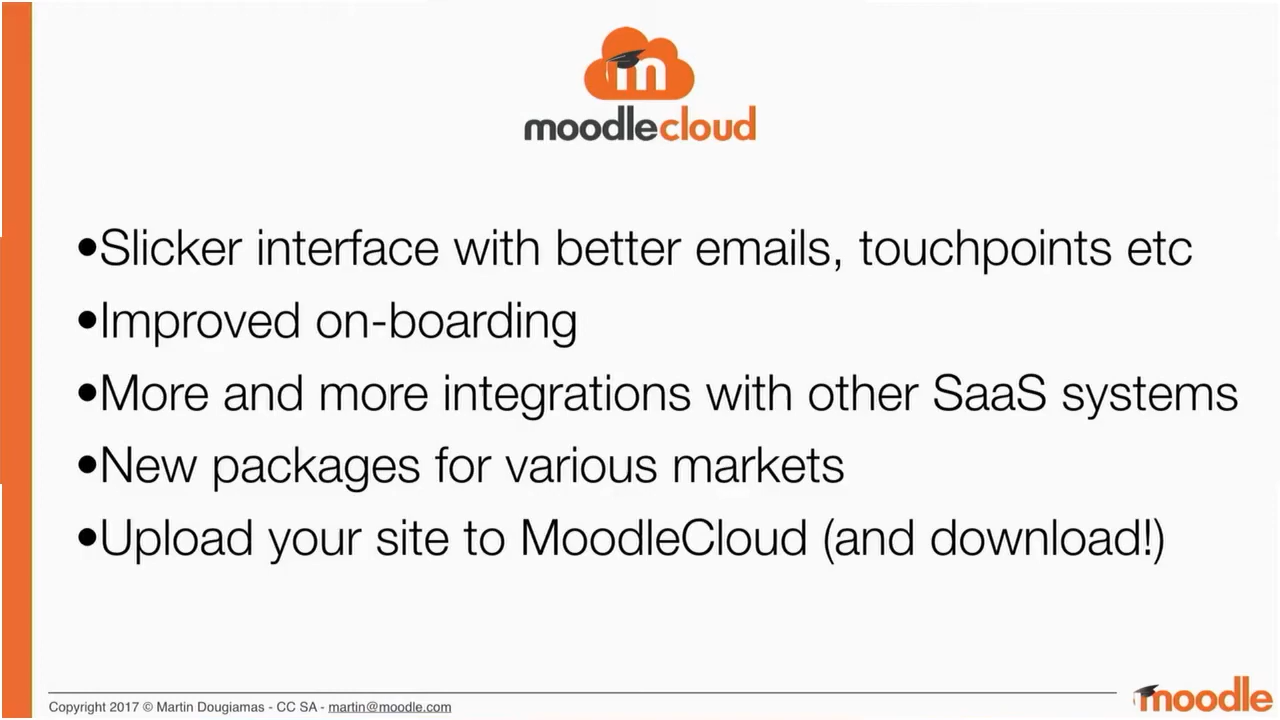 m
moodlecloud
•Slicker interface with better emails, touchpoints etc
•Improved on-boarding
•More and more integrations with other SaaS systems
•New packages for various markets
•Upload your site to MoodleCloud (and download!)
Copyright 2017 © Martin Dougiamas - CC SA - martin@moodle.com
moodle